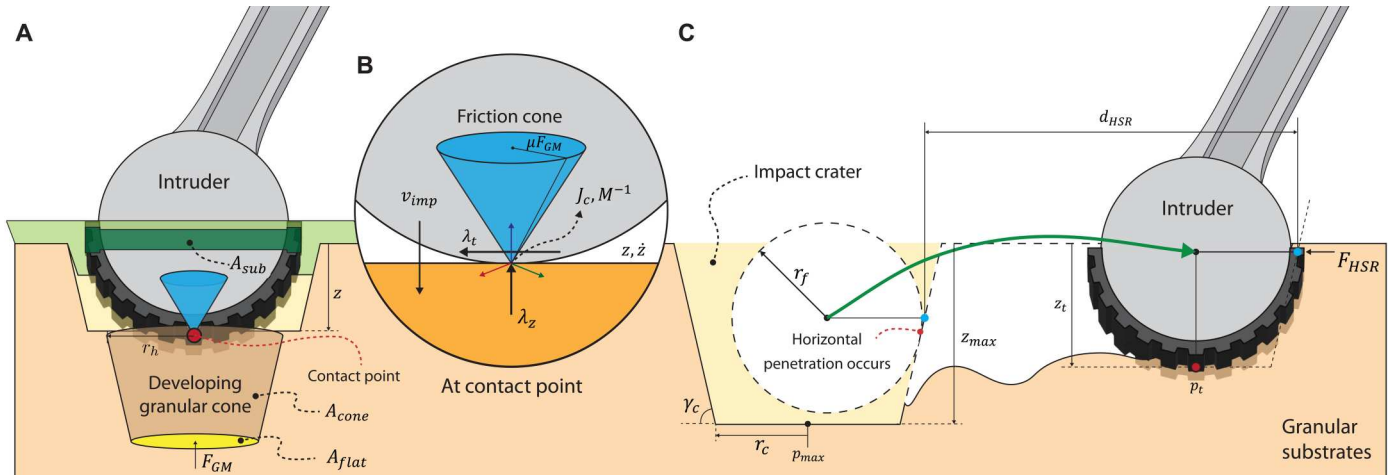 A
Intruder
A_sub
z
r_h
Contact point
Developing
granular cone
A_cone
A_flat
F_GM
B
Friction cone
μF_GM
v_imp
J_c, M⁻¹
λ_t
z, ż
λ_z
At contact point
C
d_HSR
Impact crater
Intruder
r_f
F_HSR
z_t
Horizontal
penetration occurs
z_max
p_t
γ_c
r_c
p_max
Granular
substrates